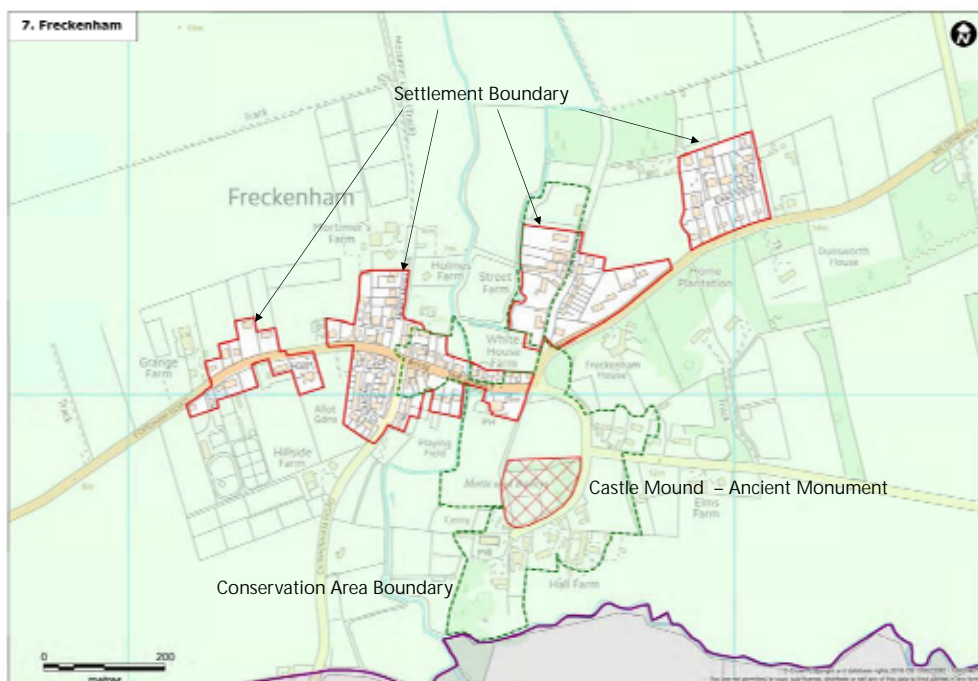 7. Freckenham
Settlement Boundary
Track
Freckenham
Mortimer's
Farm
Holmes
Farm
Street
Farm
Home
Plantation
Dunsworth
House
Grange
Farm
White
House
Farm
Freckenham
House
Allot
Gdns
Hillside
Farm
Playing
Field
PH
Track
Track
Castle Mound – Ancient Monument
Elms
Farm
Cemy
PW
Conservation Area Boundary
Hall Farm
0
200
metres